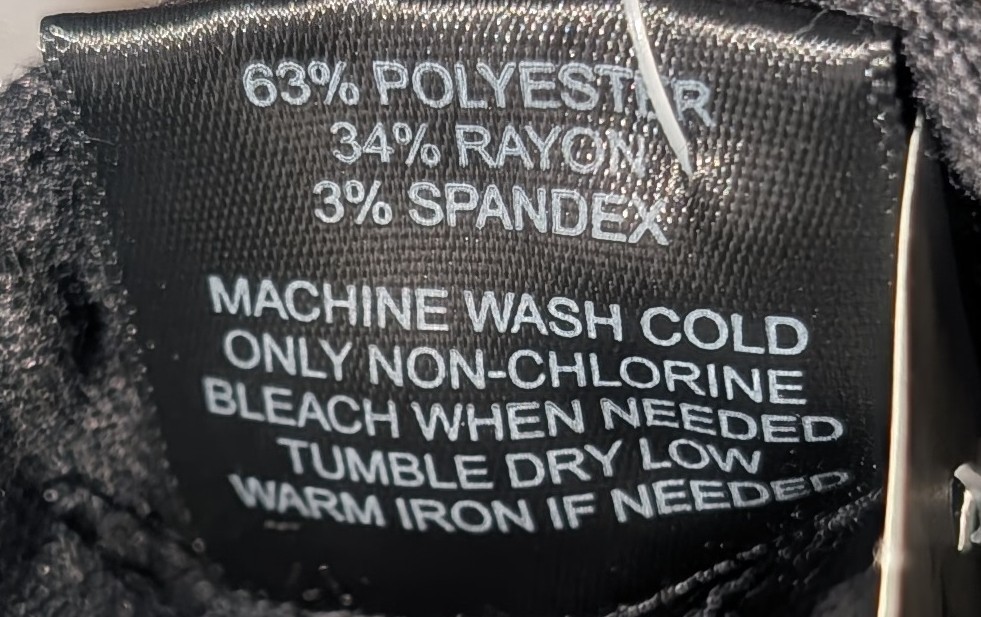 63% POLYESTER
34% RAYON
3% SPANDEX
MACHINE WASH COLD
ONLY NON-CHLORINE
BLEACH WHEN NEEDED
TUMBLE DRY LOW
WARM IRON IF NEEDED